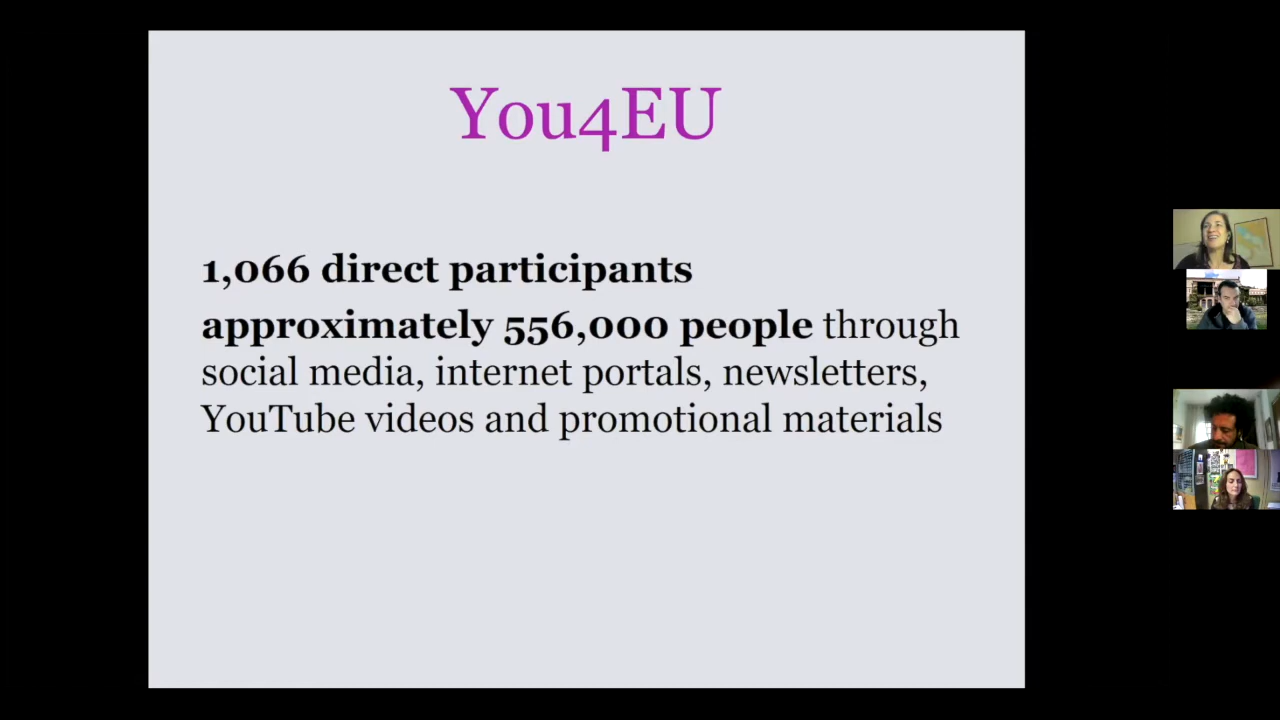 You4EU
1,066 direct participants
approximately 556,000 people through
social media, internet portals, newsletters,
YouTube videos and promotional materials